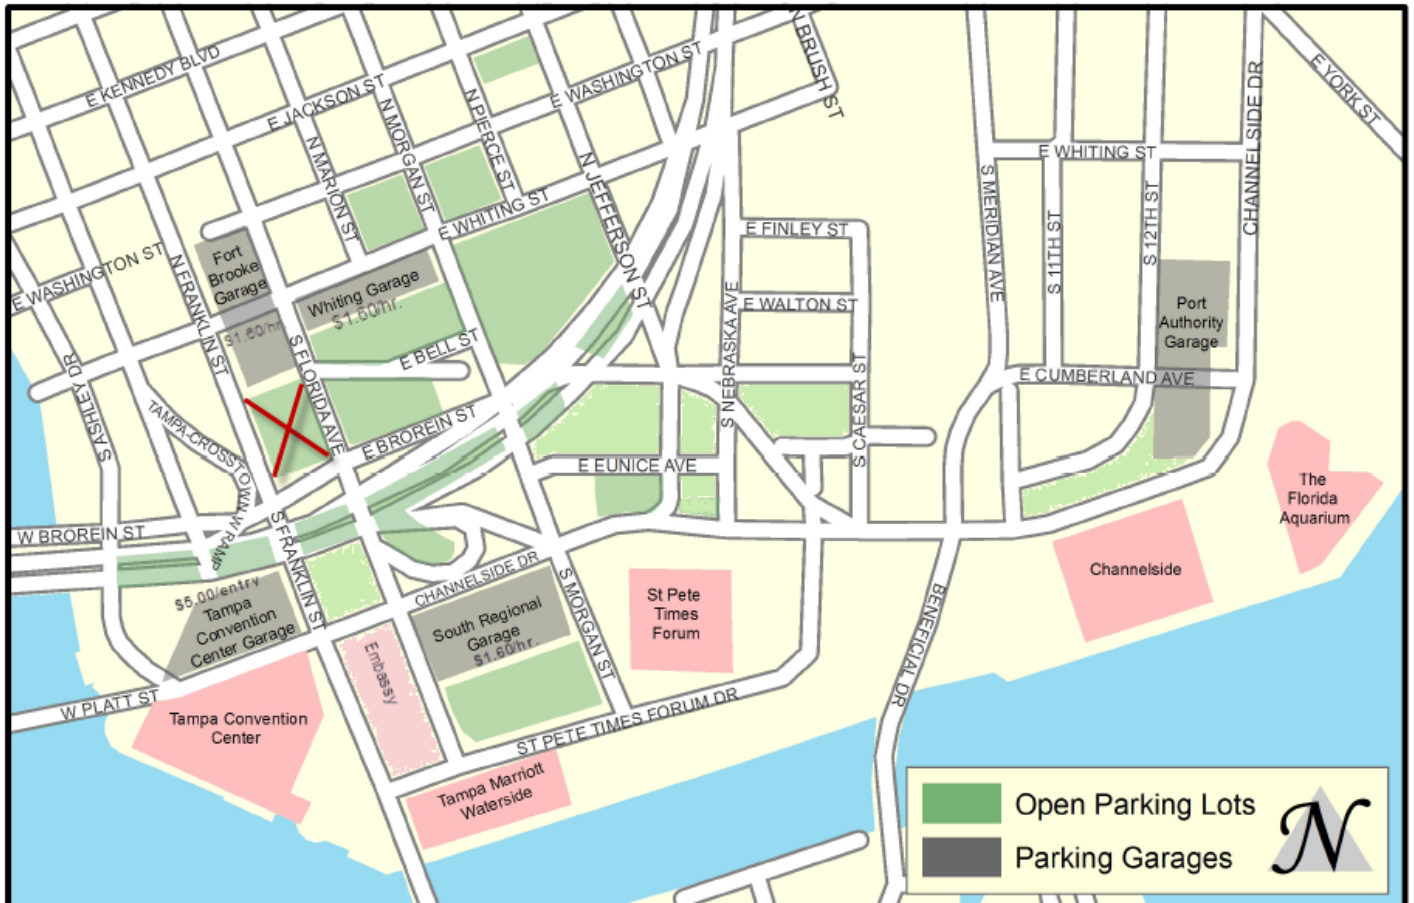 E KENNEDY BLVD
E JACKSON ST
E WASHINGTON ST
N BRUSH ST
E YORK ST
CHANNELSIDE DR
N MARION ST
N MORGAN ST
N PIERCE ST
N JEFFERSON ST
E WHITING ST
S MERIDIAN AVE
S 11TH ST
S 12TH ST
E WHITING ST
E FINLEY ST
E WALTON ST
E WASHINGTON ST
N FRANKLIN ST
Fort
Brooke
Garage
$1.60/hr.
Whiting Garage
$1.60/hr.
S FLORIDA AVE
E BELL ST
E BROREIN ST
S NEBRASKA AVE
S CAESAR ST
Port
Authority
Garage
E CUMBERLAND AVE
S ASHLEY DR
TAMPA-CROSSTOWN W RAMP
E EUNICE AVE
W BROREIN ST
S FRANKLIN ST
The
Florida
Aquarium
$5.00/entry
Tampa
Convention
Center Garage
CHANNELSIDE DR
South Regional
Garage
$1.60/hr.
S MORGAN ST
St Pete
Times
Forum
Channelside
BENEFICIAL DR
Embassy
W PLATT ST
Tampa Convention
Center
ST PETE TIMES FORUM DR
Tampa Marriott
Waterside
Open Parking Lots
Parking Garages
N